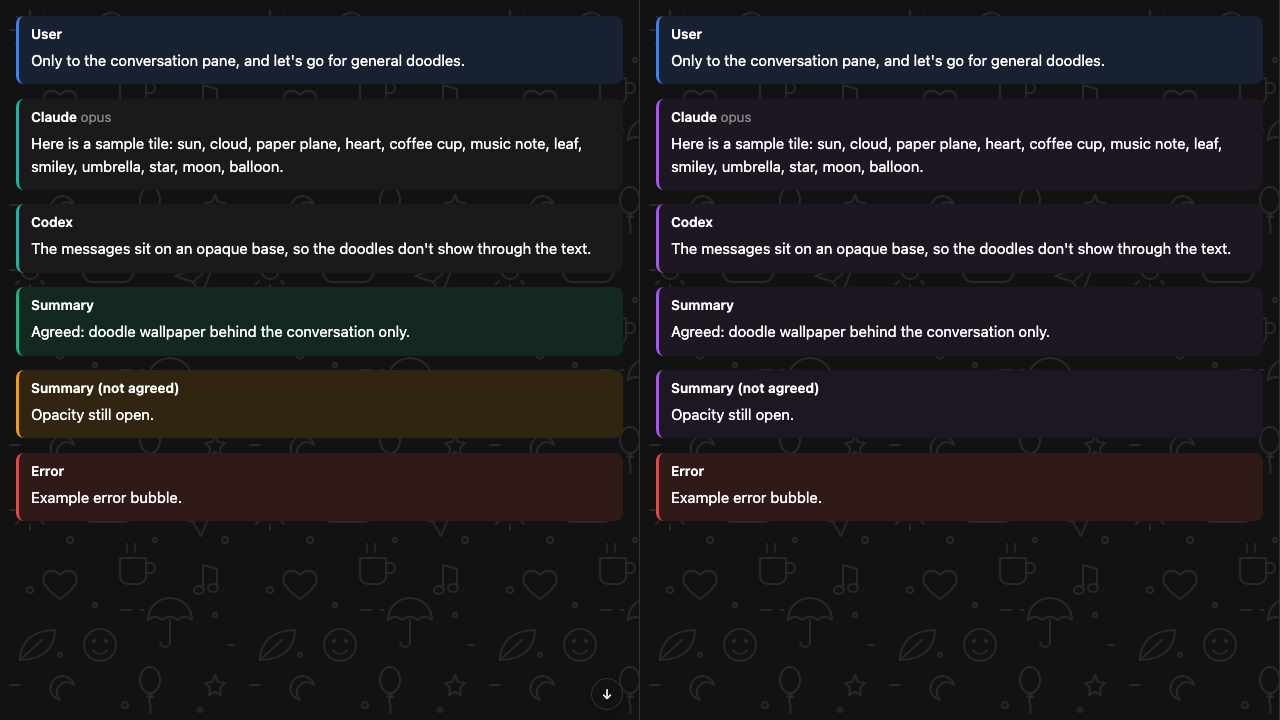 User
Only to the conversation pane, and let's go for general doodles.
Claude opus
Here is a sample tile: sun, cloud, paper plane, heart, coffee cup, music note, leaf,
smiley, umbrella, star, moon, balloon.
Codex
The messages sit on an opaque base, so the doodles don't show through the text.
Summary
Agreed: doodle wallpaper behind the conversation only.
Summary (not agreed)
Opacity still open.
Error
Example error bubble.
User
Only to the conversation pane, and let's go for general doodles.
Claude opus
Here is a sample tile: sun, cloud, paper plane, heart, coffee cup, music note, leaf,
smiley, umbrella, star, moon, balloon.
Codex
The messages sit on an opaque base, so the doodles don't show through the text.
Summary
Agreed: doodle wallpaper behind the conversation only.
Summary (not agreed)
Opacity still open.
Error
Example error bubble.